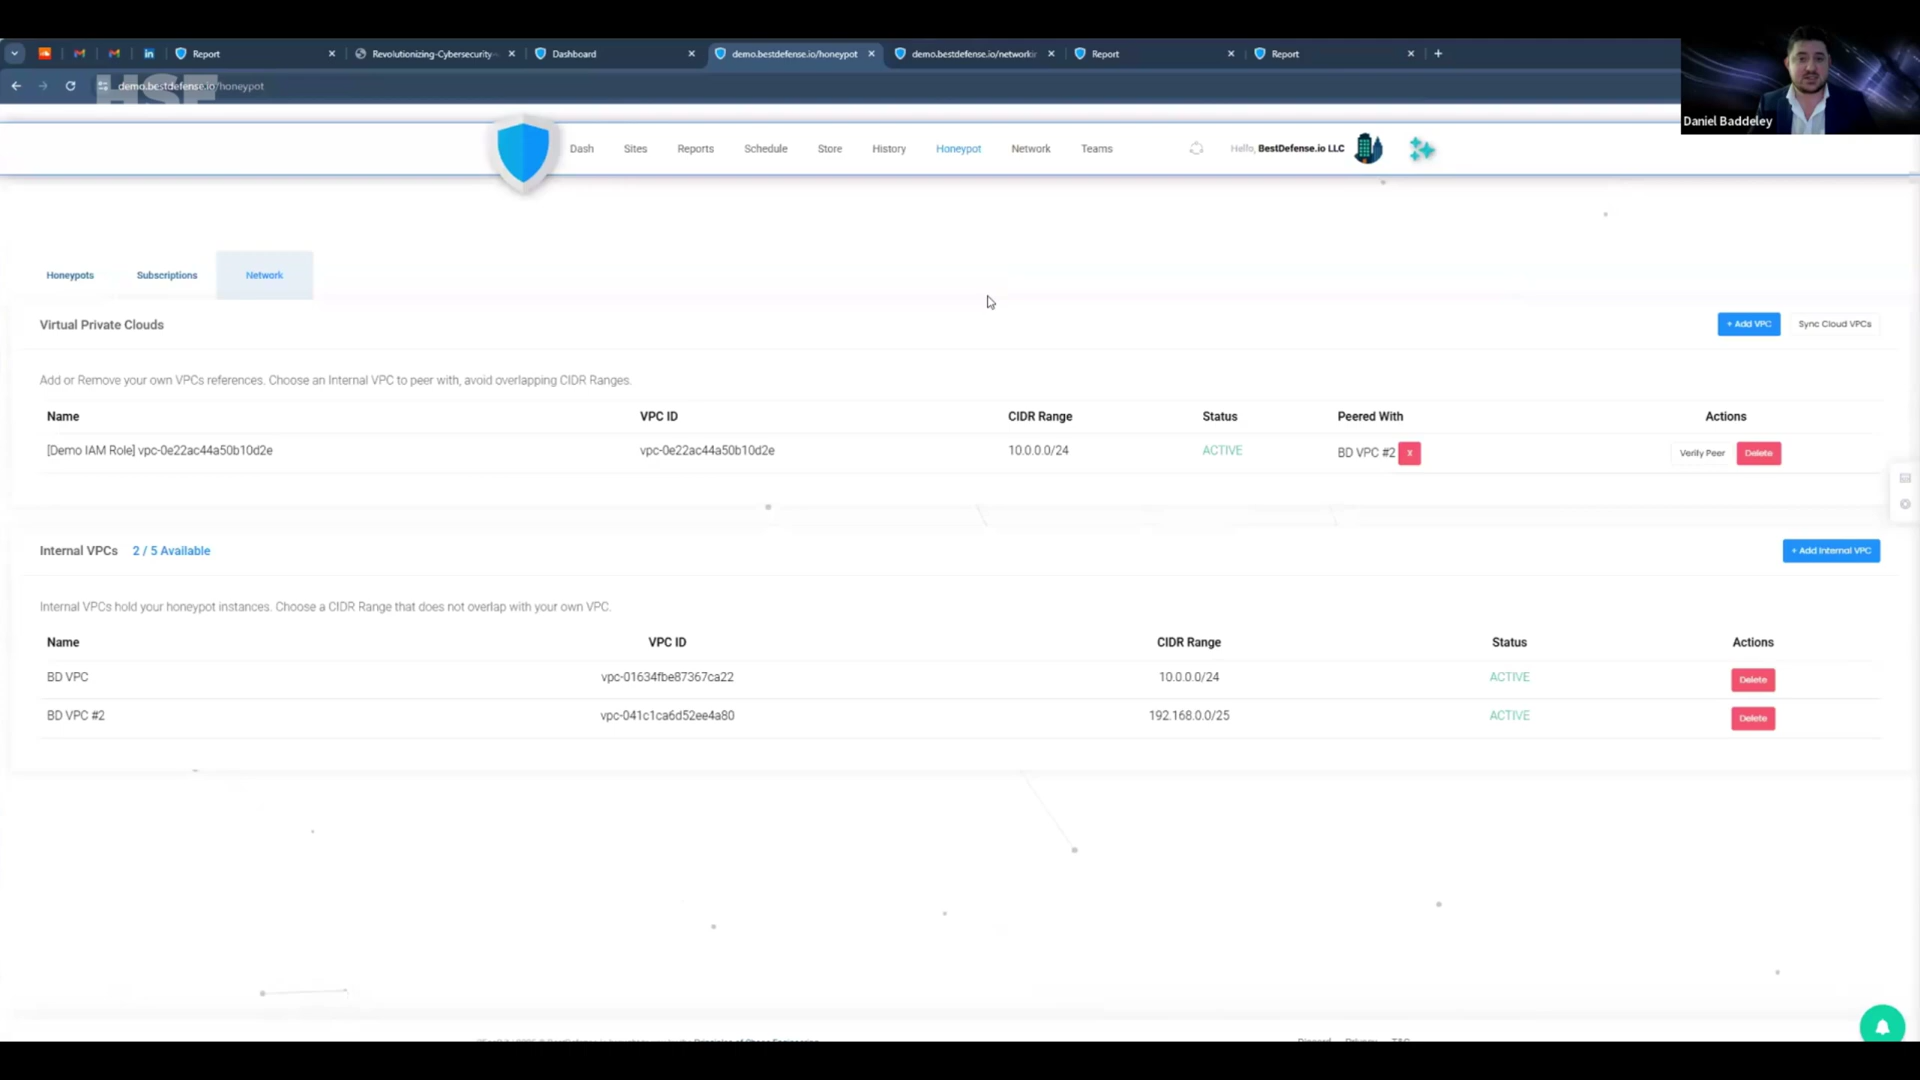 Report
Revolutionizing-Cybersecurity-
Dashboard
demo.bestdefense.io/honeypot
demo.bestdefense.io/networkin
Report
Report
HSF
demo.bestdefense.io/honeypot
Daniel Baddeley
Dash
Sites
Reports
Schedule
Store
History
Honeypot
Network
Teams
Hello, BestDefense.io LLC
Honeypots
Subscriptions
Network
Virtual Private Clouds
+ Add VPC
Sync Cloud VPCs
Add or Remove your own VPCs references. Choose an Internal VPC to peer with, avoid overlapping CIDR Ranges.
Name VPC ID CIDR Range Status Peered With Actions
[Demo IAM Role] vpc-0e22ac44a50b10d2e vpc-0e22ac44a50b10d2e 10.0.0.0/24 ACTIVE BD VPC #2 X Verify Peer Delete
Internal VPCs 2 / 5 Available
+ Add Internal VPC
Internal VPCs hold your honeypot instances. Choose a CIDR Range that does not overlap with your own VPC.
Name VPC ID CIDR Range Status Actions
BD VPC vpc-01634fbe87367ca22 10.0.0.0/24 ACTIVE Delete
BD VPC #2 vpc-041c1ca6d52ee4a80 192.168.0.0/25 ACTIVE Delete